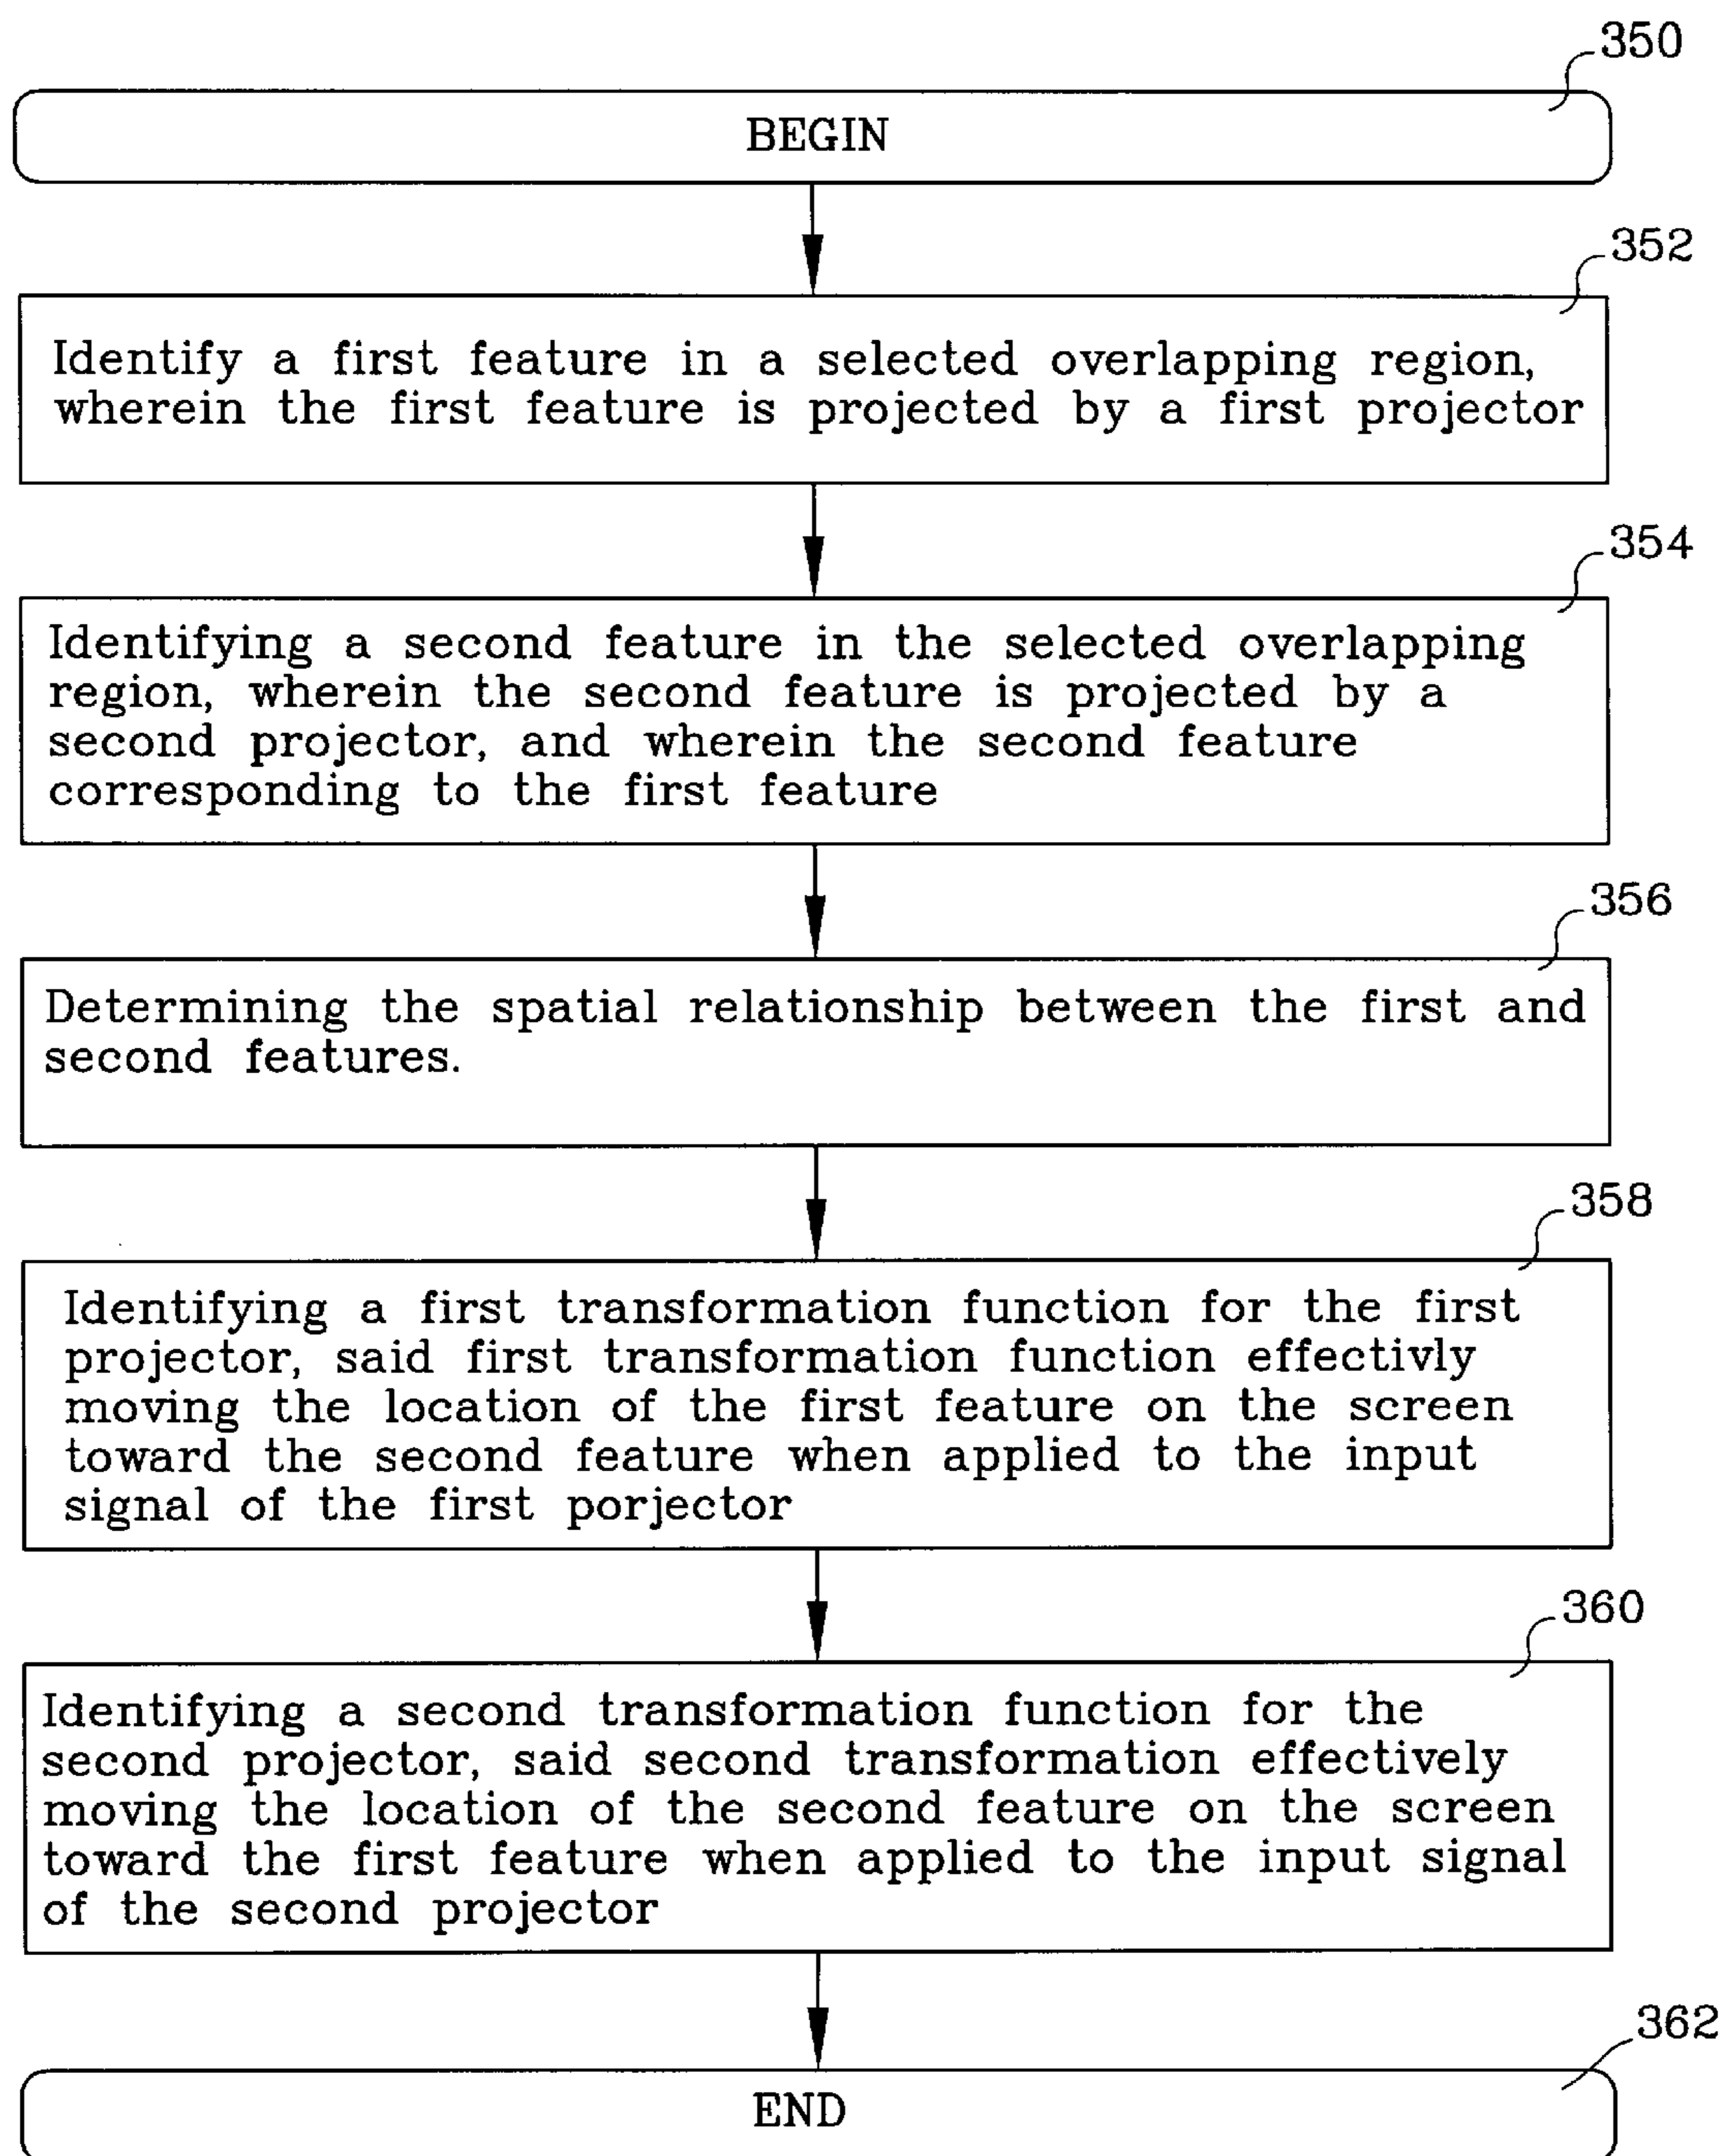 350
BEGIN
352
Identify a first feature in a selected overlapping region,
wherein the first feature is projected by a first projector
354
Identifying a second feature in the selected overlapping
region, wherein the second feature is projected by a
second projector, and wherein the second feature
corresponding to the first feature
356
Determining the spatial relationship between the first and
second features.
358
Identifying a first transformation function for the first
projector, said first transformation function effectivly
moving the location of the first feature on the screen
toward the second feature when applied to the input
signal of the first porjector
360
Identifying a second transformation function for the
second projector, said second transformation effectively
moving the location of the second feature on the screen
toward the first feature when applied to the input signal
of the second projector
362
END